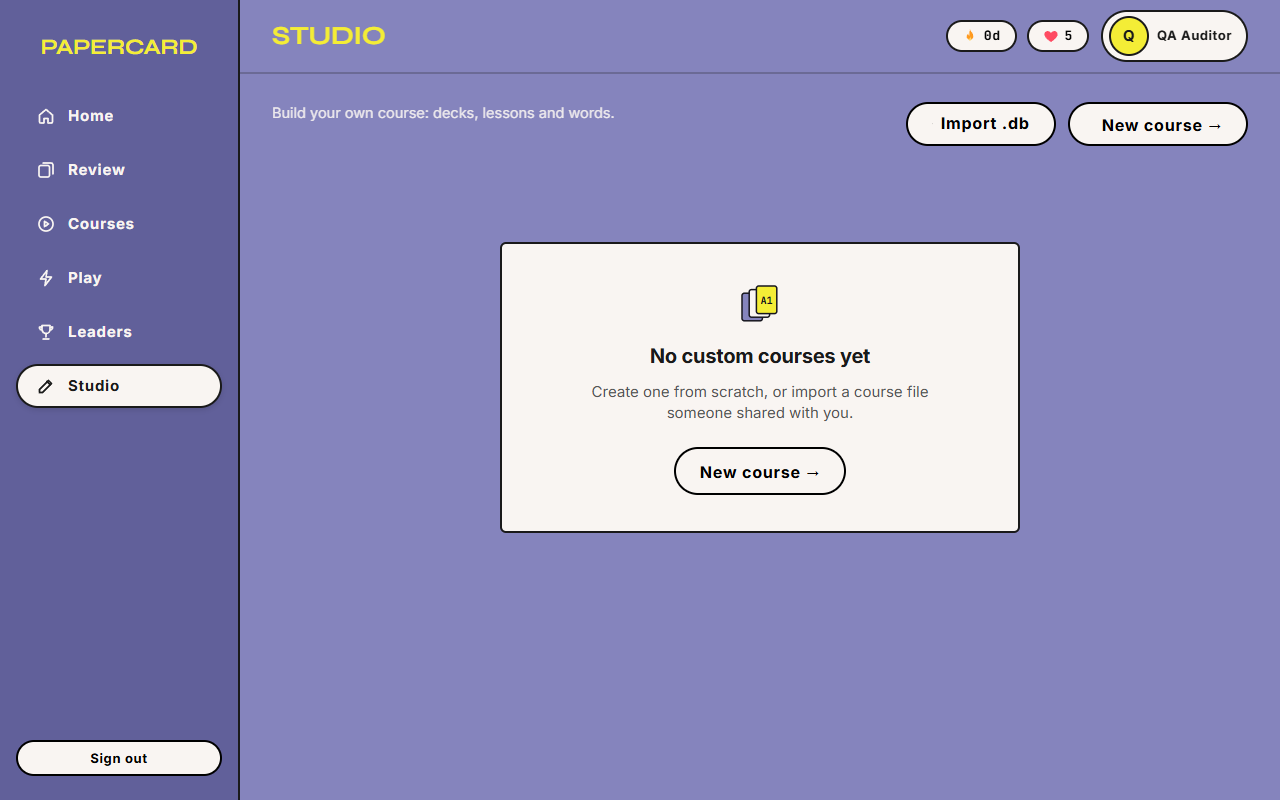 PAPERCARD
Home
Review
Courses
Play
Leaders
Studio
Sign out
STUDIO
0d
5
Q
QA Auditor
Build your own course: decks, lessons and words.
Import .db
New course →
A1
No custom courses yet
Create one from scratch, or import a course file
someone shared with you.
New course →